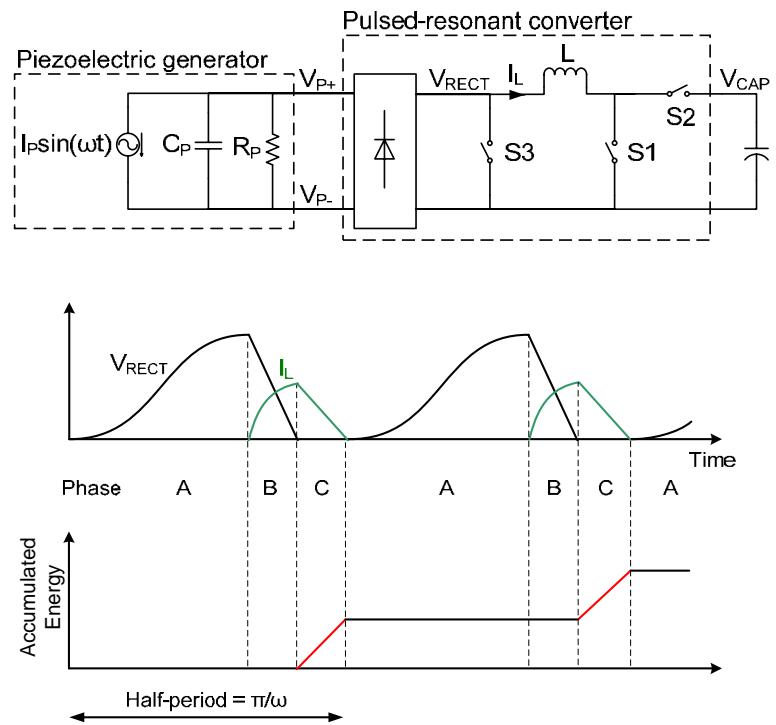 Pulsed-resonant converter
Piezoelectric generator
V_P+
V_RECT
I_L
L
V_CAP
S2
I_P sin(ωt)
C_P
R_P
S3
S1
V_P-
V_RECT
I_L
Time
Phase A B C A B C A
Accumulated
Energy
Half-period = π/ω